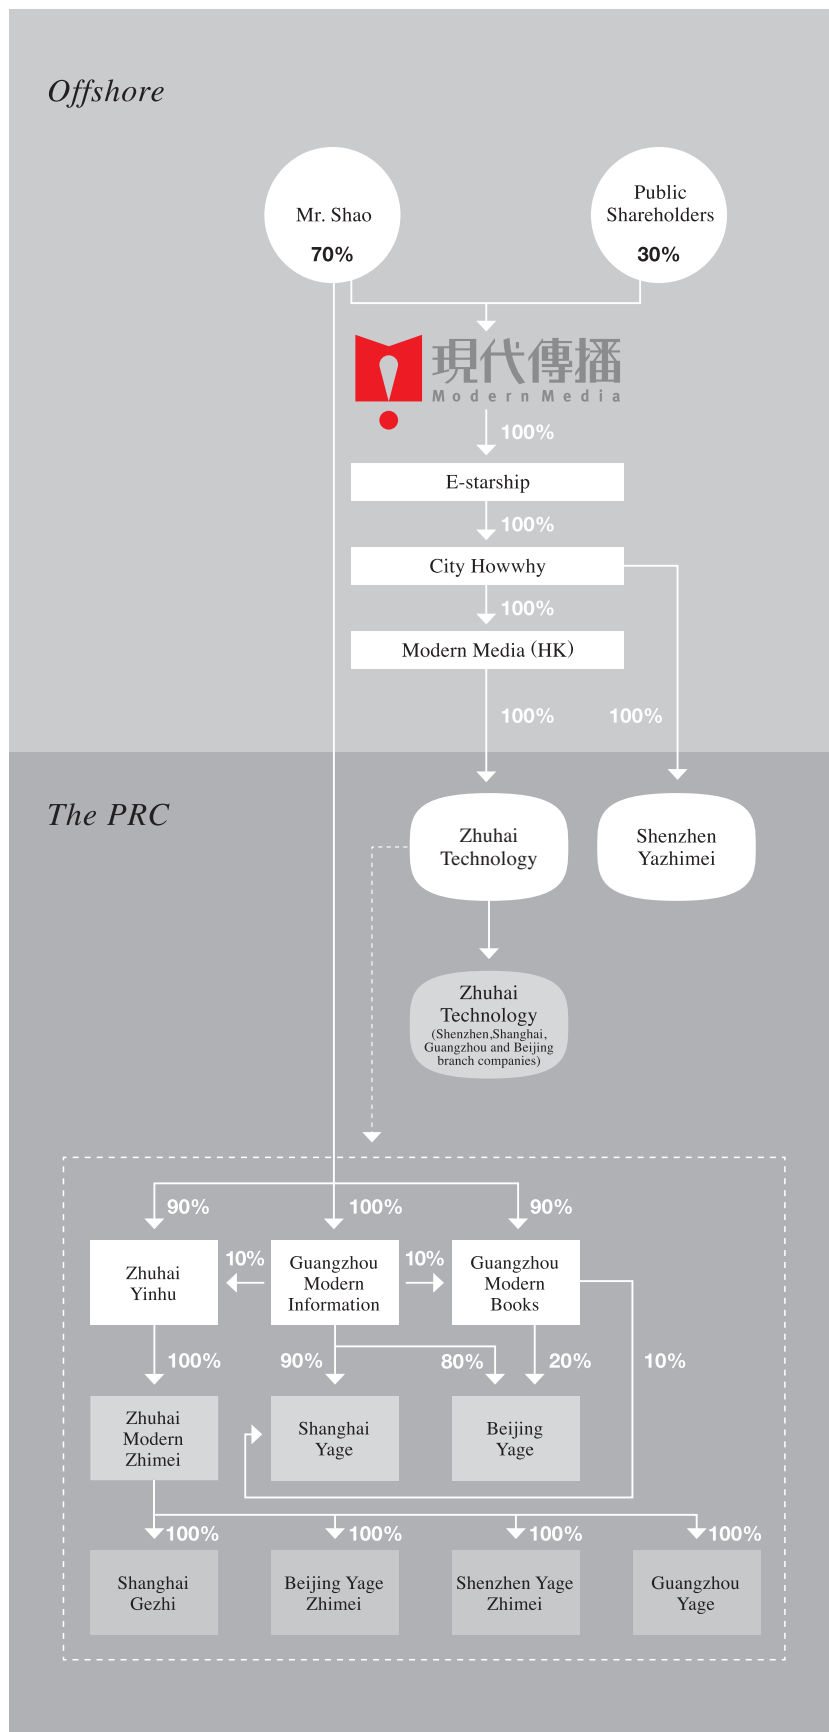 Offshore
Mr. Shao
70%
Public
Shareholders
30%
現代傳播
Modern Media
100%
E-starship
100%
City Howwhy
100%
Modern Media (HK)
100%
100%
The PRC
Zhuhai
Technology
Shenzhen
Yazhimei
Zhuhai
Technology
(Shenzhen,Shanghai,
Guangzhou and Beijing
branch companies)
90%
100%
90%
Zhuhai
Yinhu
10%
Guangzhou
Modern
Information
10%
Guangzhou
Modern
Books
100%
90%
80%
20%
10%
Zhuhai
Modern
Zhimei
Shanghai
Yage
Beijing
Yage
100%
100%
100%
100%
Shanghai
Gezhi
Beijing Yage
Zhimei
Shenzhen Yage
Zhimei
Guangzhou
Yage